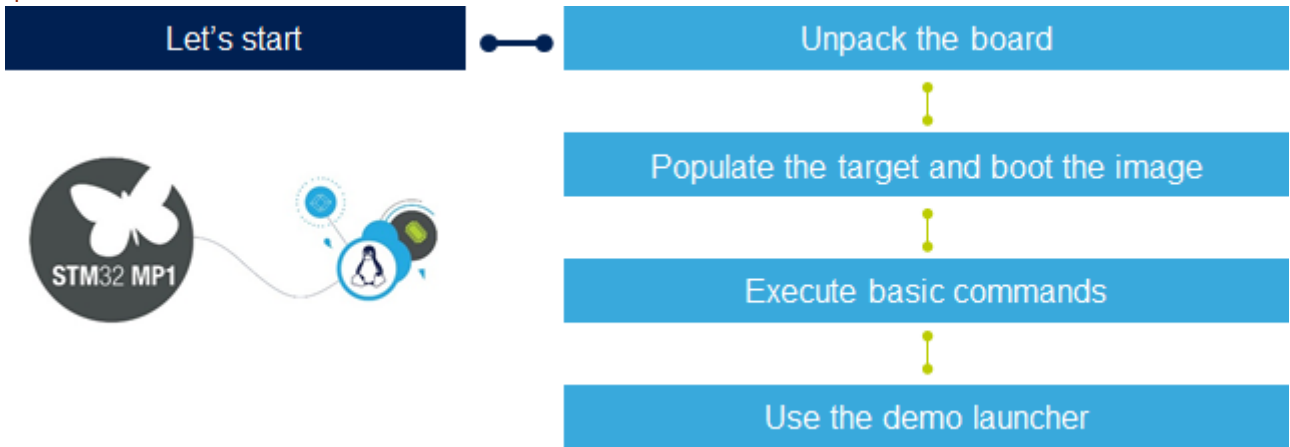 Let's start
Unpack the board
Populate the target and boot the image
Execute basic commands
Use the demo launcher
STM32 MP1